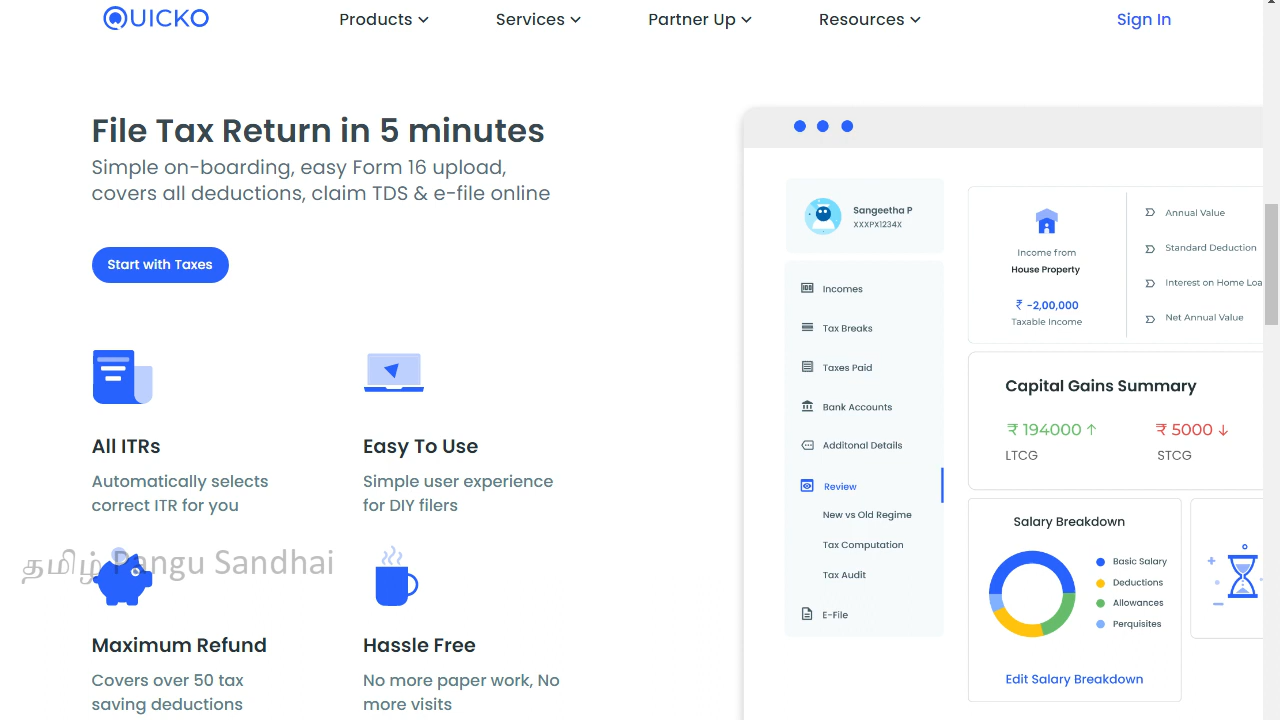 QUICKO
Products
Services
Partner Up
Resources
Sign In
File Tax Return in 5 minutes
Simple on-boarding, easy Form 16 upload,
covers all deductions, claim TDS & e-file online
Start with Taxes
All ITRs
Automatically selects
correct ITR for you
Easy To Use
Simple user experience
for DIY filers
தமிழ் Pangu Sandhai
Maximum Refund
Covers over 50 tax
saving deductions
Hassle Free
No more paper work, No
more visits
Sangeetha P
XXXPX1234X
Incomes
Tax Breaks
Taxes Paid
Bank Accounts
Additonal Details
Review
New vs Old Regime
Tax Computation
Tax Audit
E-File
Income from
House Property
₹ -2,00,000
Taxable Income
Annual Value
Standard Deduction
Interest on Home Loa
Net Annual Value
Capital Gains Summary
₹ 194000 ↑
LTCG
₹ 5000 ↓
STCG
Salary Breakdown
Basic Salary
Deductions
Allowances
Perquisites
Edit Salary Breakdown